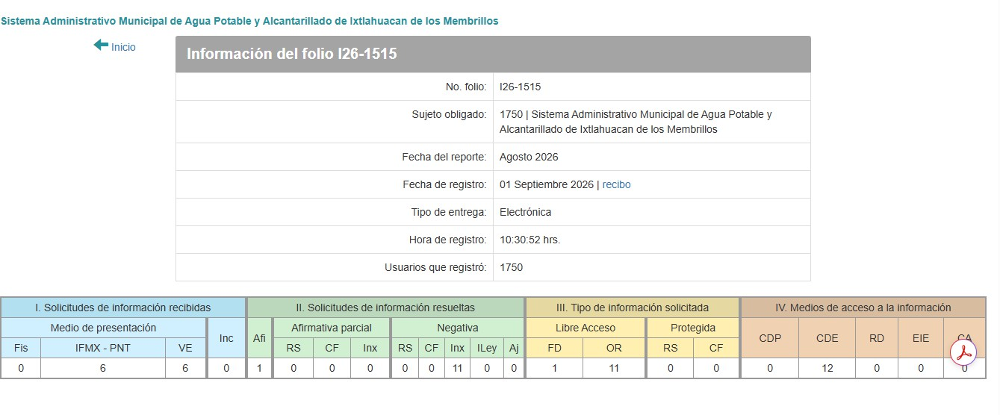 Sistema Administrativo Municipal de Agua Potable y Alcantarillado de Ixtlahuacan de los Membrillos
Inicio
Información del folio I26-1515
No. folio: I26-1515
Sujeto obligado: 1750 | Sistema Administrativo Municipal de Agua Potable y
Alcantarillado de Ixtlahuacan de los Membrillos
Fecha del reporte: Agosto 2026
Fecha de registro: 01 Septiembre 2026 | recibo
Tipo de entrega: Electrónica
Hora de registro: 10:30:52 hrs.
Usuarios que registró: 1750
I. Solicitudes de información recibidas II. Solicitudes de información resueltas III. Tipo de información solicitada IV. Medios de acceso a la información
Medio de presentación Inc Afi Afirmativa parcial Negativa Libre Acceso Protegida CDP CDE RD EIE CA
Fis IFMX - PNT VE RS CF Inx RS CF Inx ILey Aj FD OR RS CF
0 6 6 0 1 0 0 0 0 0 11 0 0 1 11 0 0 0 12 0 0 0